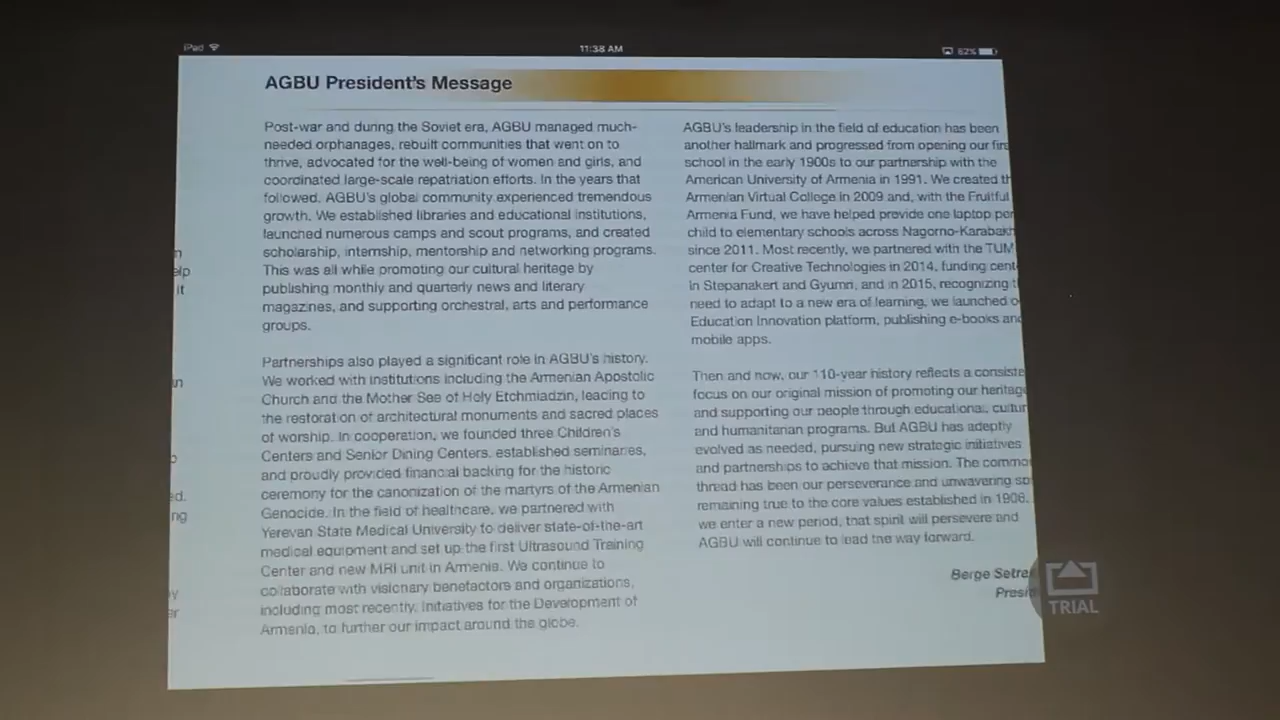 iPad
11:38 AM
82%
AGBU President's Message
Post-war and during the Soviet era, AGBU managed much-
needed orphanages, rebuilt communities that went on to
thrive, advocated for the well-being of women and girls, and
coordinated large-scale repatriation efforts. In the years that
followed, AGBU's global community experienced tremendous
growth. We established libraries and educational institutions,
launched numerous camps and scout programs, and created
scholarship, internship, mentorship and networking programs.
This was all while promoting our cultural heritage by
publishing monthly and quarterly news and literary
magazines, and supporting orchestral, arts and performance
groups.
Partnerships also played a significant role in AGBU's history.
We worked with institutions including the Armenian Apostolic
Church and the Mother See of Holy Etchmiadzin, leading to
the restoration of architectural monuments and sacred places
of worship. In cooperation, we founded three Children's
Centers and Senior Dining Centers, established seminaries,
and proudly provided financial backing for the historic
ceremony for the canonization of the martyrs of the Armenian
Genocide. In the field of healthcare, we partnered with
Yerevan State Medical University to deliver state-of-the-art
medical equipment and set up the first Ultrasound Training
Center and new MRI unit in Armenia. We continue to
collaborate with visionary benefactors and organizations,
including most recently, Initiatives for the Development of
Armenia, to further our impact around the globe.
AGBU's leadership in the field of education has been
another hallmark and progressed from opening our firs
school in the early 1900s to our partnership with the
American University of Armenia in 1991. We created th
Armenian Virtual College in 2009 and, with the Fruitful
Armenia Fund, we have helped provide one laptop per
child to elementary schools across Nagorno-Karabakh
since 2011. Most recently, we partnered with the TUM
center for Creative Technologies in 2014, funding cent
in Stepanakert and Gyumri, and in 2015, recognizing t
need to adapt to a new era of learning, we launched o
Education Innovation platform, publishing e-books and
mobile apps.
Then and now, our 110-year history reflects a consiste
focus on our original mission of promoting our heritage
and supporting our people through educational, cultur
and humanitarian programs. But AGBU has adeptly
evolved as needed, pursuing new strategic initiatives
and partnerships to achieve that mission. The commo
thread has been our perseverance and unwavering sp
remaining true to the core values established in 1906.
we enter a new period, that spirit will persevere and
AGBU will continue to lead the way forward.
Berge Setra
Presi
TRIAL